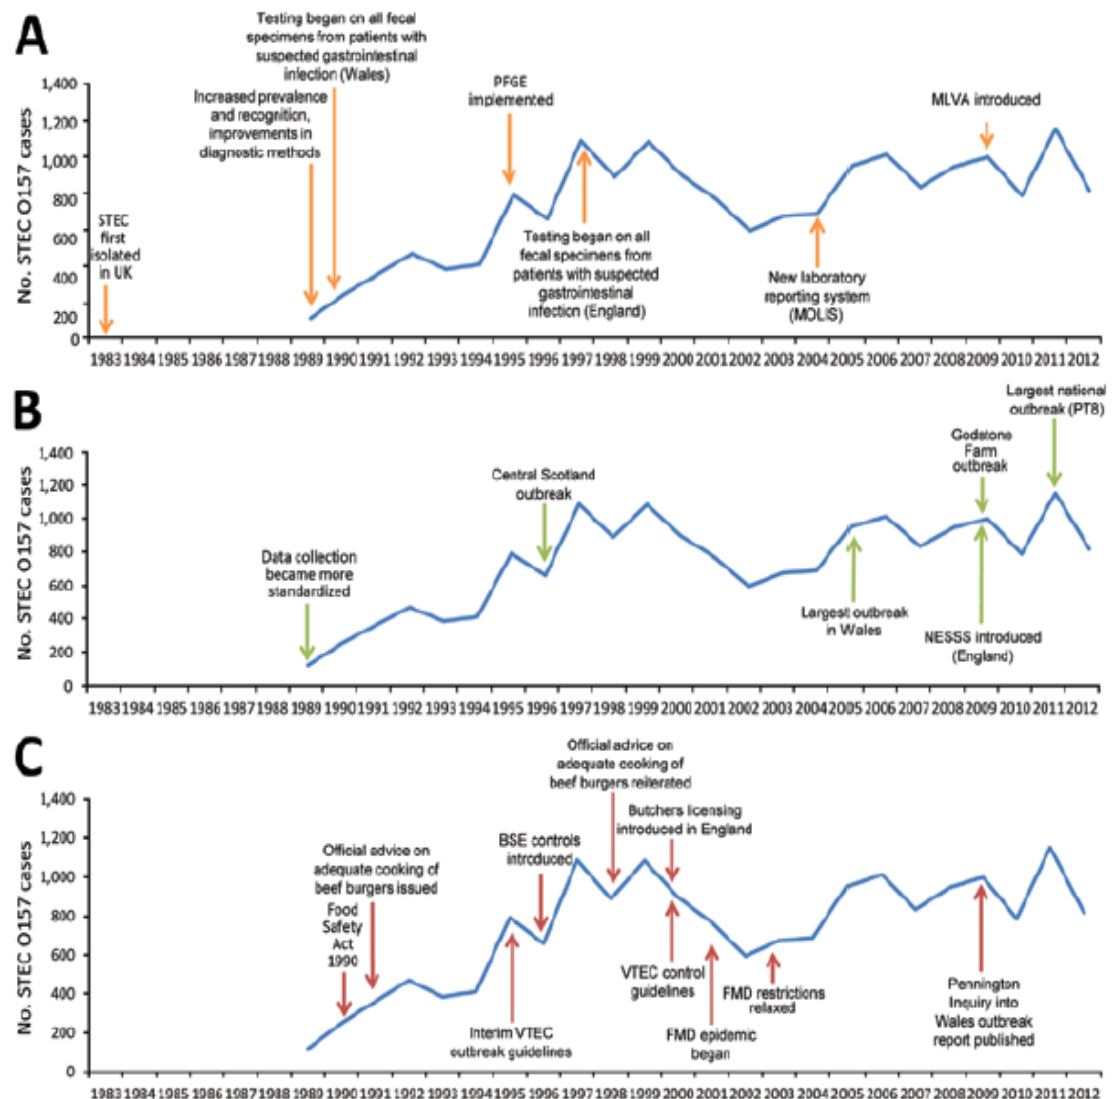 A
Testing began on all fecal
specimens from patients with
suspected gastrointestinal
infection (Wales)
Increased prevalence
and recognition,
improvements in
diagnostic methods
PFGE
implemented
MLVA introduced
STEC
first
isolated
in UK
Testing began on all
fecal specimens from
patients with suspected
gastrointestinal
infection (England)
New laboratory
reporting system
(MOLIS)
No. STEC O157 cases
1,400
1,200
1,000
800
600
400
200
0
1983 1984 1985 1986 1987 1988 1989 1990 1991 1992 1993 1994 1995 1996 1997 1998 1999 2000 2001 2002 2003 2004 2005 2006 2007 2008 2009 2010 2011 2012
B
Largest national
outbreak (PT8)
Godstone
Farm
outbreak
Central Scotland
outbreak
Data collection
became more
standardized
Largest outbreak
in Wales
NESSS introduced
(England)
No. STEC O157 cases
1,400
1,200
1,000
800
600
400
200
0
1983 1984 1985 1986 1987 1988 1989 1990 1991 1992 1993 1994 1995 1996 1997 1998 1999 2000 2001 2002 2003 2004 2005 2006 2007 2008 2009 2010 2011 2012
C
Official advice on
adequate cooking of
beef burgers reiterated
Butchers licensing
introduced in England
BSE controls
introduced
Official advice on
adequate cooking of
beef burgers issued
Food
Safety
Act
1990
VTEC control
guidelines
FMD restrictions
relaxed
Interim VTEC
outbreak guidelines
FMD epidemic
began
Pennington
Inquiry into
Wales outbreak
report published
No. STEC O157 cases
1,400
1,200
1,000
800
600
400
200
0
1983 1984 1985 1986 1987 1988 1989 1990 1991 1992 1993 1994 1995 1996 1997 1998 1999 2000 2001 2002 2003 2004 2005 2006 2007 2008 2009 2010 2011 2012